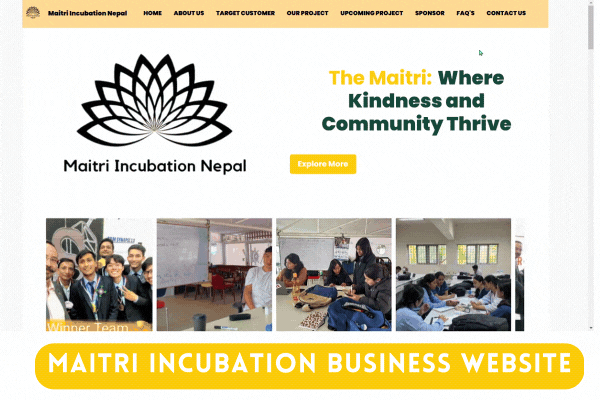 Maitri Incubation Nepal HOME ABOUT US TARGET CUSTOMER OUR PROJECT UPCOMING PROJECT SPONSOR FAQ'S CONTACT US
The Maitri: Where
Kindness and
Community Thrive
Maitri Incubation Nepal
Explore More
Winner Team
MAITRI INCUBATION BUSINESS WEBSITE